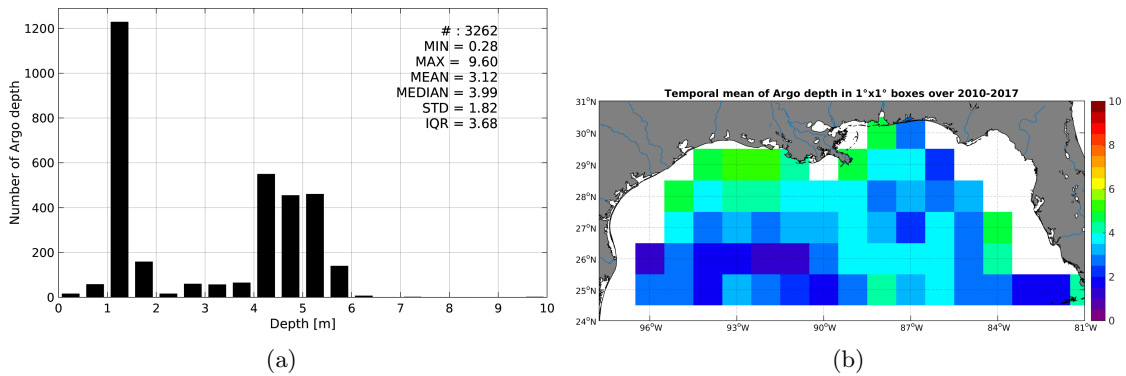 1200
1000
800
600
400
200
0
Number of Argo depth
# : 3262
MIN = 0.28
MAX = 9.60
MEAN = 3.12
MEDIAN = 3.99
STD = 1.82
IQR = 3.68
0 1 2 3 4 5 6 7 8 9 10
Depth [m]
(a)
Temporal mean of Argo depth in 1°x1° boxes over 2010-2017
31°N
30°N
29°N
28°N
27°N
26°N
25°N
24°N
96°W 93°W 90°W 87°W 84°W 81°W
10
8
6
4
2
0
(b)